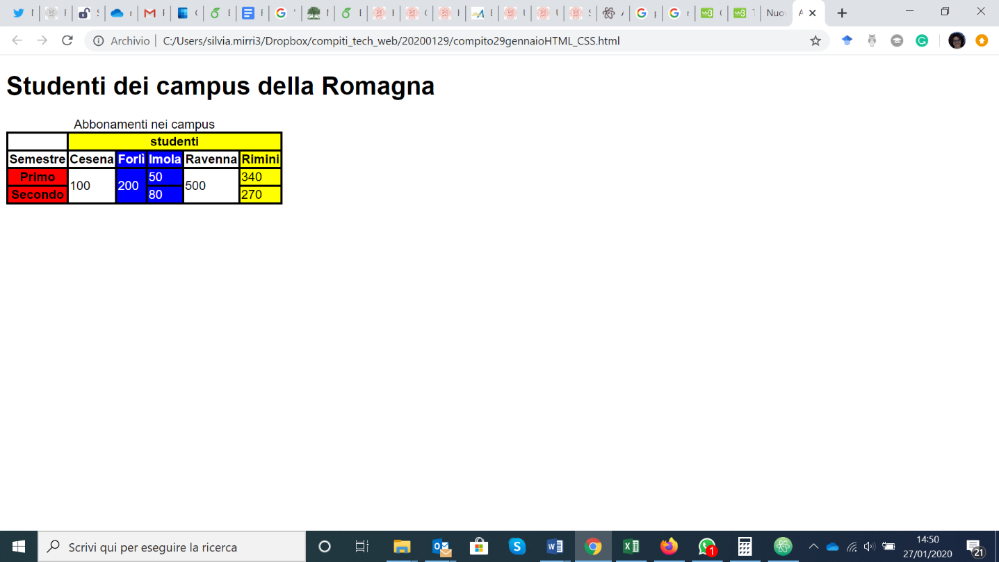 Nuov
Archivio C:/Users/silvia.mirri3/Dropbox/compiti_tech_web/20200129/compito29gennaioHTML_CSS.html
Studenti dei campus della Romagna
Abbonamenti nei campus
studenti
Semestre Cesena Forlì Imola Ravenna Rimini
Primo 100 200 50 500 340
Secondo 80 270
Scrivi qui per eseguire la ricerca
1
14:50
27/01/2020
21